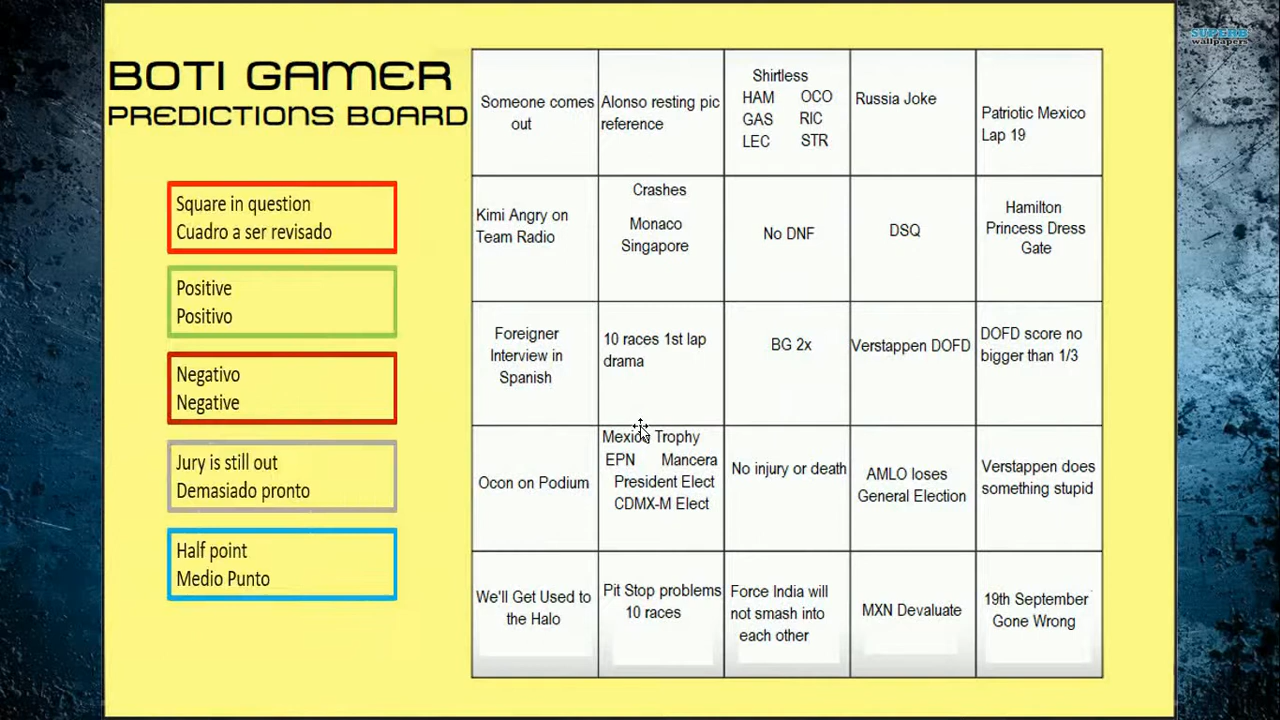 BOTI GAMER
PREDICTIONS BOARD
Square in question
Cuadro a ser revisado
Positive
Positivo
Negativo
Negative
Jury is still out
Demasiado pronto
Half point
Medio Punto
Someone comes
out
Alonso resting pic
reference
Shirtless
HAM OCO
GAS RIC
LEC STR
Russia Joke
Patriotic Mexico
Lap 19
Kimi Angry on
Team Radio
Crashes
Monaco
Singapore
No DNF
DSQ
Hamilton
Princess Dress
Gate
Foreigner
Interview in
Spanish
10 races 1st lap
drama
BG 2x
Verstappen DOFD
DOFD score no
bigger than 1/3
Ocon on Podium
Mexico Trophy
EPN Mancera
President Elect
CDMX-M Elect
No injury or death
AMLO loses
General Election
Verstappen does
something stupid
We'll Get Used to
the Halo
Pit Stop problems
10 races
Force India will
not smash into
each other
MXN Devaluate
19th September
Gone Wrong
SUPERB
wallpapers